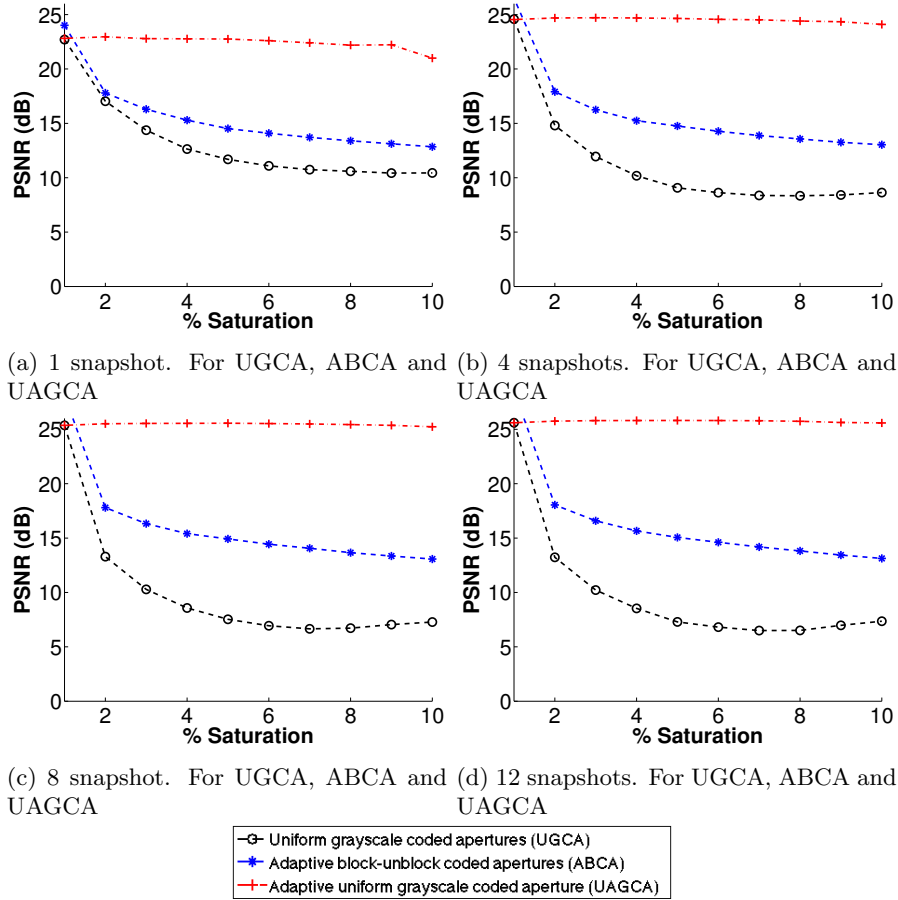 25
20
15
10
5
0
PSNR (dB)
2 4 6 8 10
% Saturation
25
20
15
10
5
0
PSNR (dB)
2 4 6 8 10
% Saturation
(a) 1 snapshot. For UGCA, ABCA and
UAGCA
(b) 4 snapshots. For UGCA, ABCA and
UAGCA
25
20
15
10
5
0
PSNR (dB)
2 4 6 8 10
% Saturation
25
20
15
10
5
0
PSNR (dB)
2 4 6 8 10
% Saturation
(c) 8 snapshot. For UGCA, ABCA and
UAGCA
(d) 12 snapshots. For UGCA, ABCA and
UAGCA
Uniform grayscale coded apertures (UGCA)
Adaptive block-unblock coded apertures (ABCA)
Adaptive uniform grayscale coded aperture (UAGCA)